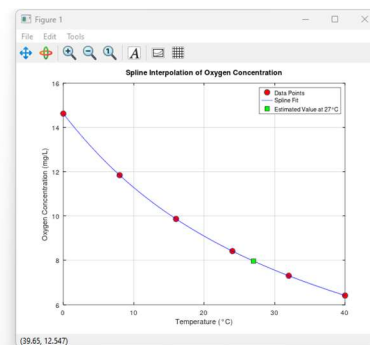 Figure 1
File Edit Tools
A
Spline Interpolation of Oxygen Concentration
Data Points
Spline Fit
Estimated Value at 27°C
16
14
12
10
8
6
Oxygen Concentration (mg/L)
0 10 20 30 40
Temperature (°C)
(39.65, 12.547)